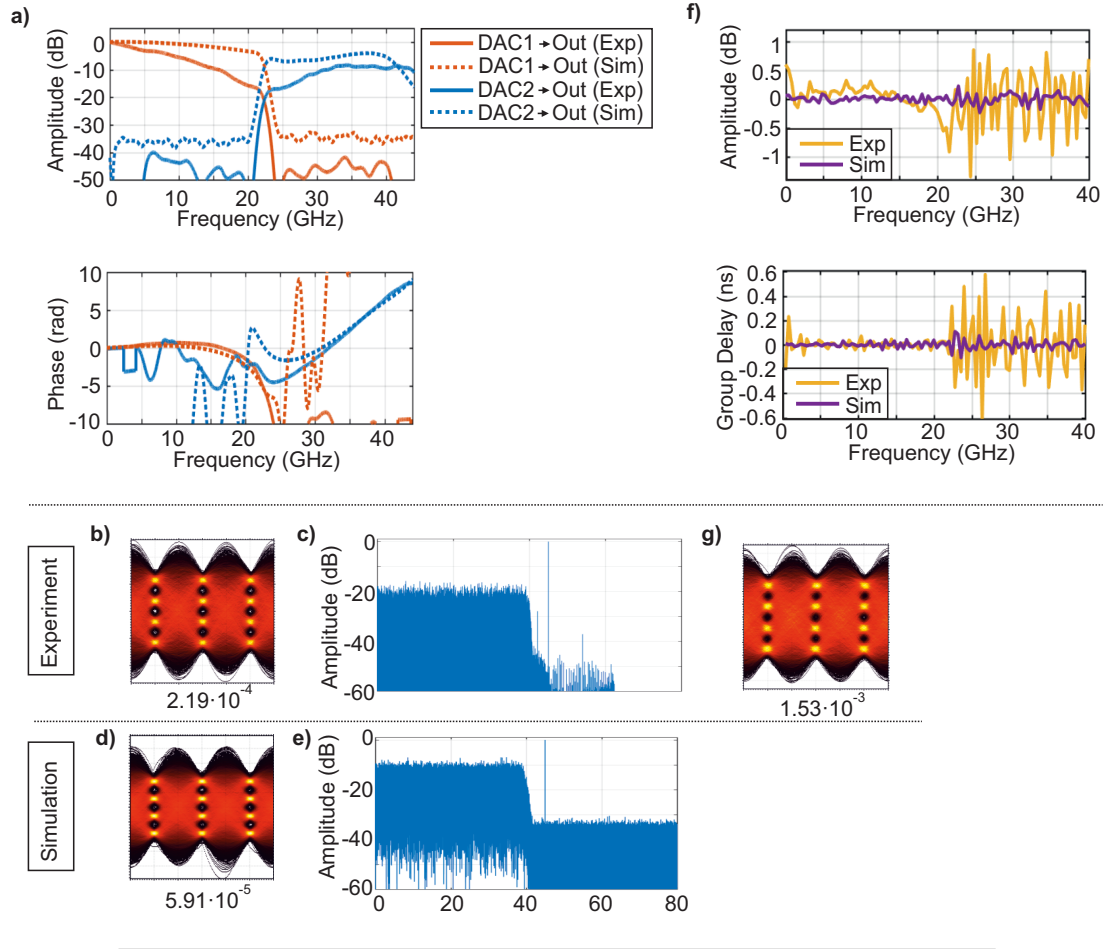 a)
Amplitude (dB)
0
-10
-20
-30
-40
-50
0 10 20 30 40
Frequency (GHz)
DAC1→Out (Exp)
DAC1→Out (Sim)
DAC2→Out (Exp)
DAC2→Out (Sim)
Phase (rad)
10
5
0
-5
-10
0 10 20 30 40
Frequency (GHz)
f)
Amplitude (dB)
1
0.5
0
-0.5
-1
Exp
Sim
0 10 20 30 40
Frequency (GHz)
Group Delay (ns)
0.6
0.4
0.2
0
-0.2
-0.4
-0.6
Exp
Sim
0 10 20 30 40
Frequency (GHz)
Experiment
b)
2.19·10⁻⁴
c)
Amplitude (dB)
0
-20
-40
-60
g)
1.53·10⁻³
Simulation
d)
5.91·10⁻⁵
e)
Amplitude (dB)
0
-20
-40
-60
0 20 40 60 80